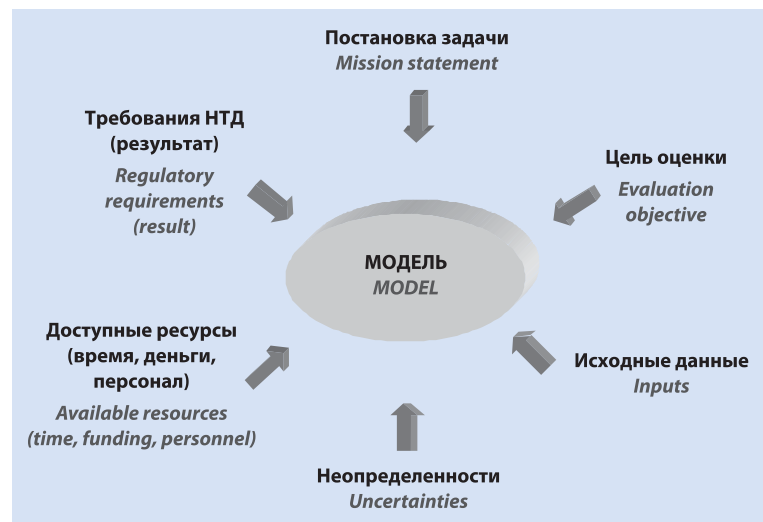 Постановка задачи
Mission statement
Требования НТД
(результат)
Regulatory
requirements
(result)
Цель оценки
Evaluation
objective
МОДЕЛЬ
MODEL
Доступные ресурсы
(время, деньги,
персонал)
Available resources
(time, funding, personnel)
Исходные данные
Inputs
Неопределенности
Uncertainties